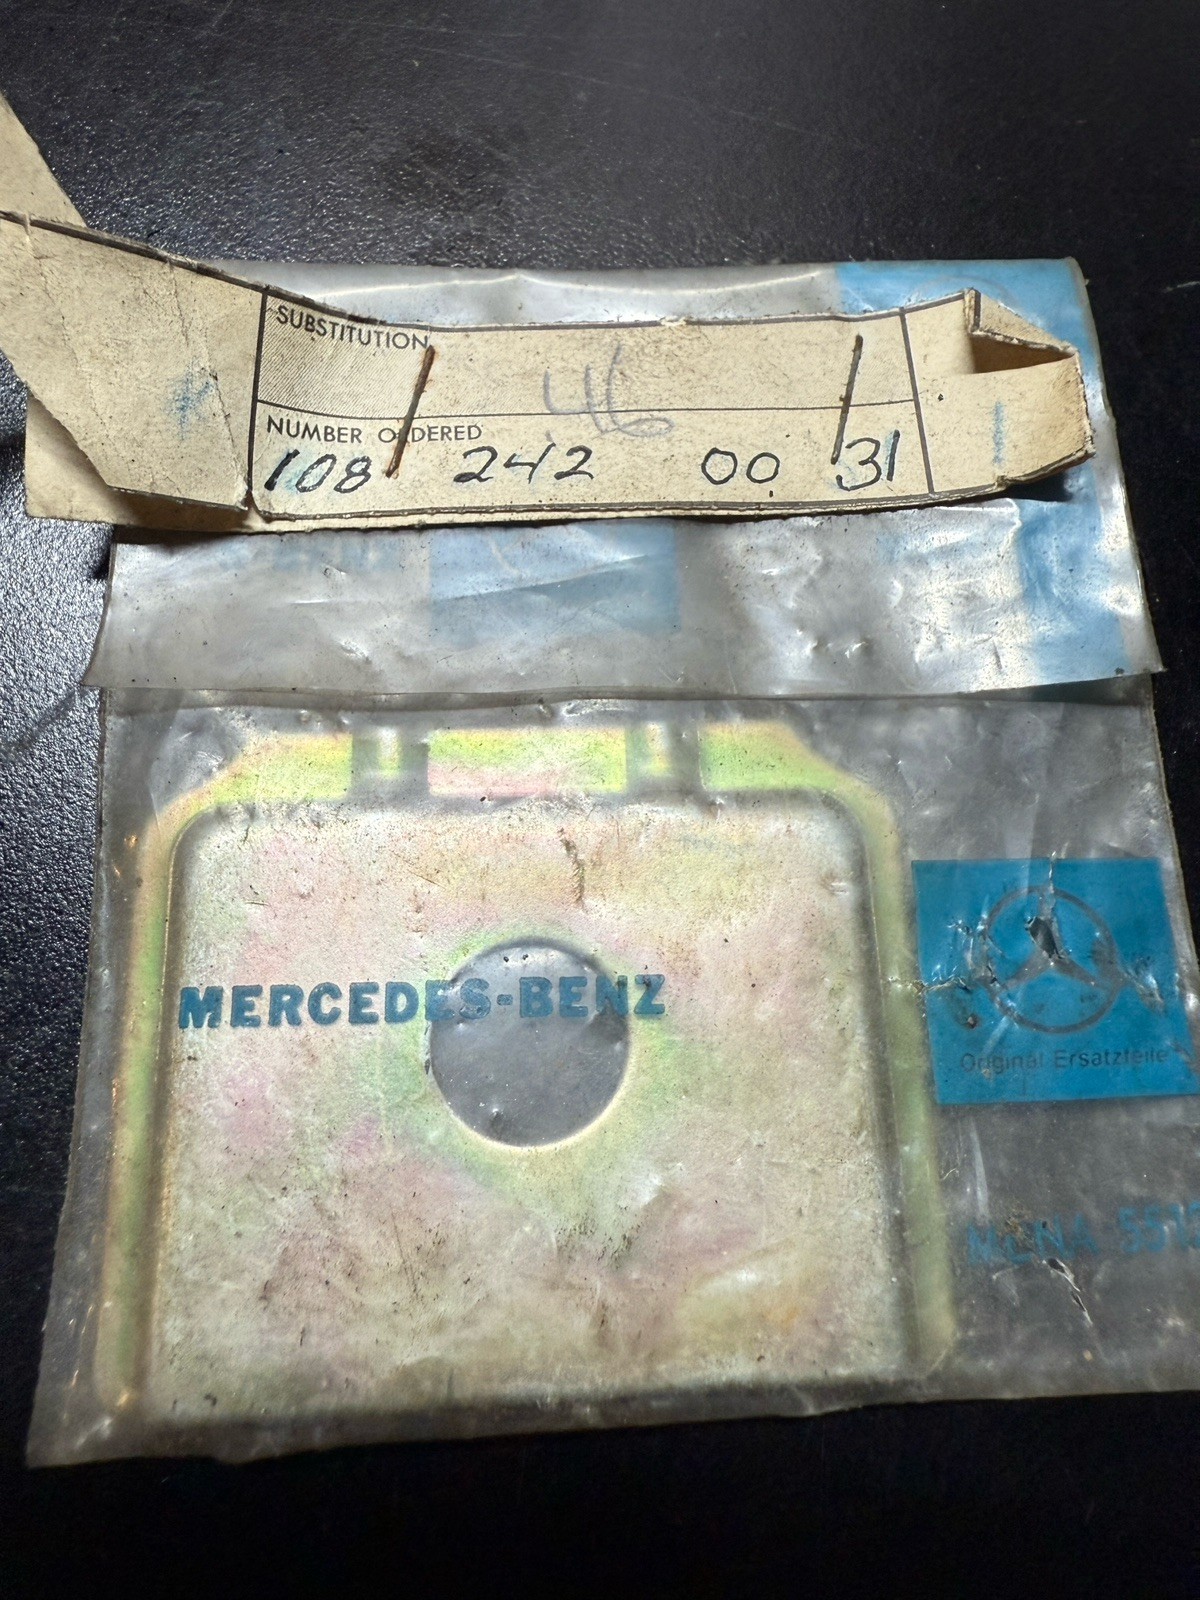 SUBSTITUTION
46
NUMBER ORDERED
108 242 00 31
MERCEDES-BENZ
Original Ersatzteile